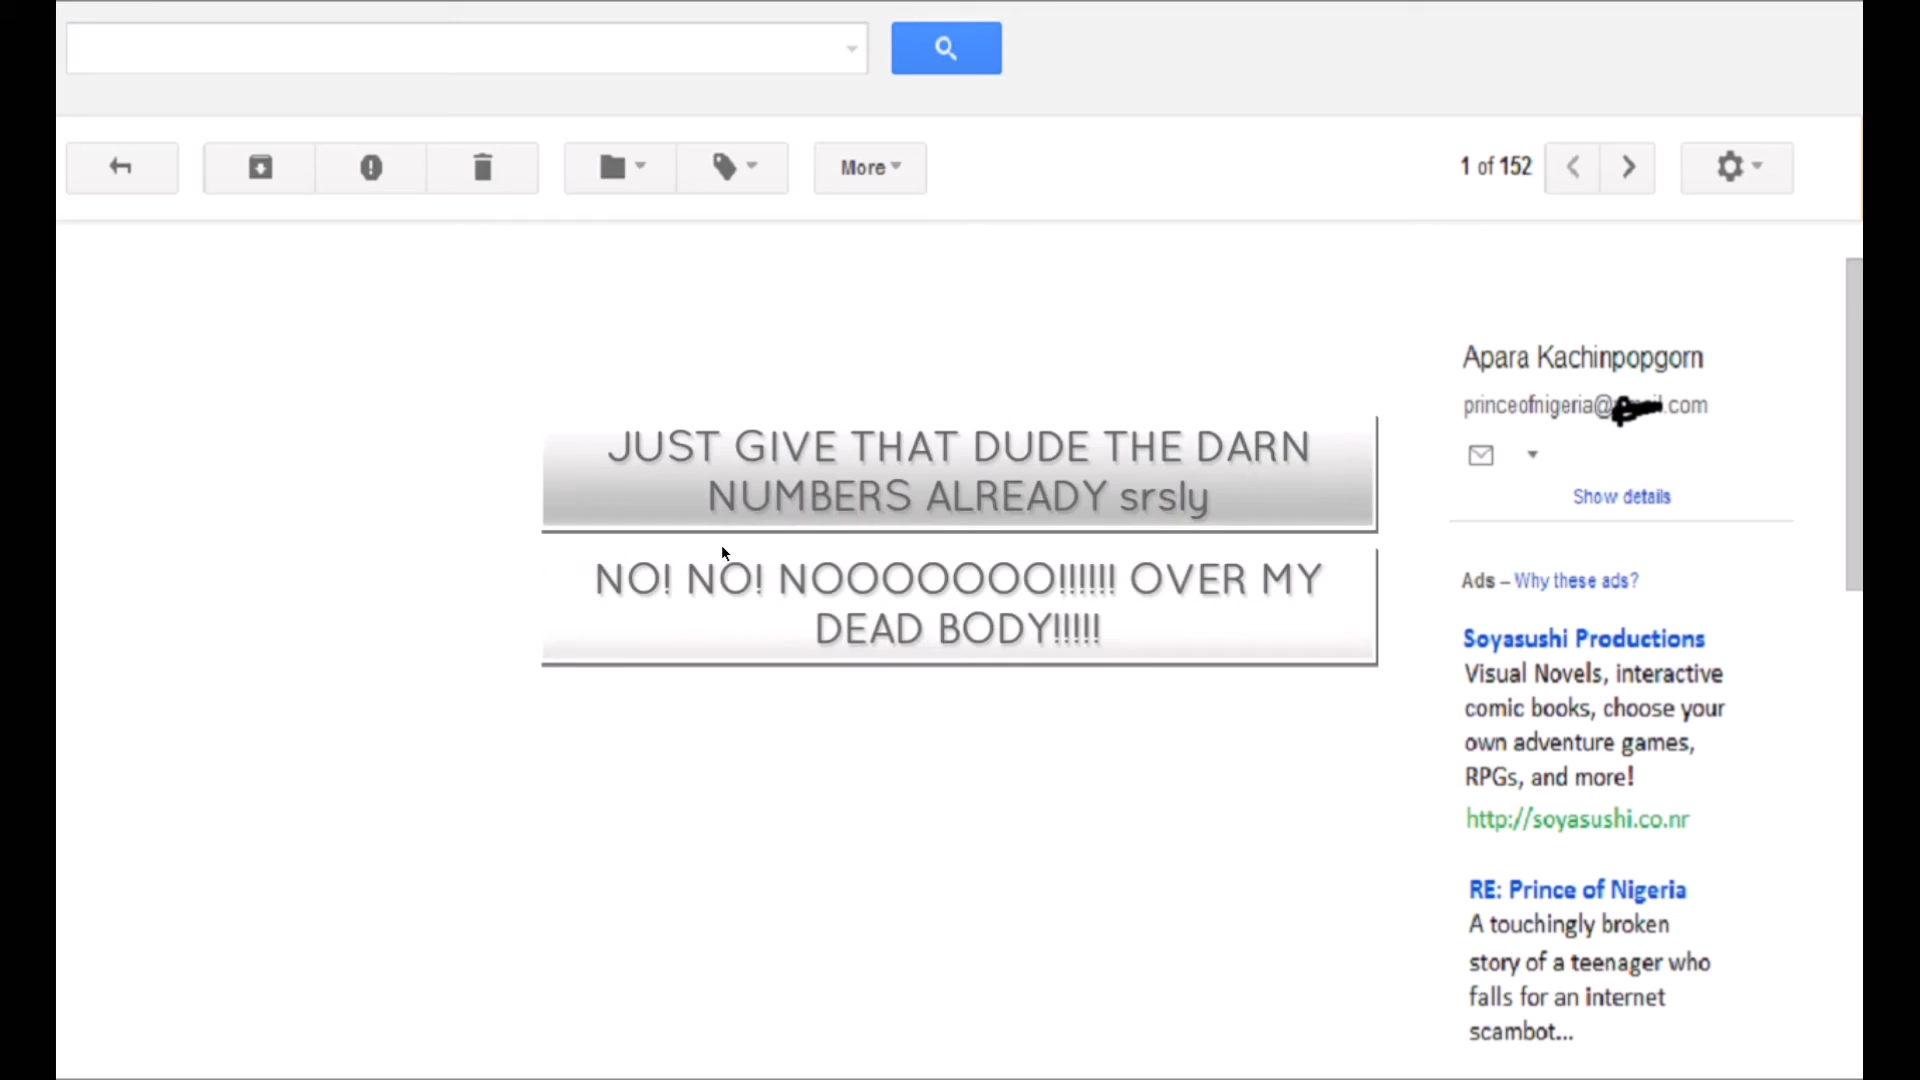 More
1 of 152
Apara Kachinpopgorn
princeofnigeria@ .com
Show details
JUST GIVE THAT DUDE THE DARN
NUMBERS ALREADY srsly
NO! NO! NOOOOOOO!!!!!! OVER MY
DEAD BODY!!!!!
Ads – Why these ads?
Soyasushi Productions
Visual Novels, interactive
comic books, choose your
own adventure games,
RPGs, and more!
http://soyasushi.co.nr
RE: Prince of Nigeria
A touchingly broken
story of a teenager who
falls for an internet
scambot...